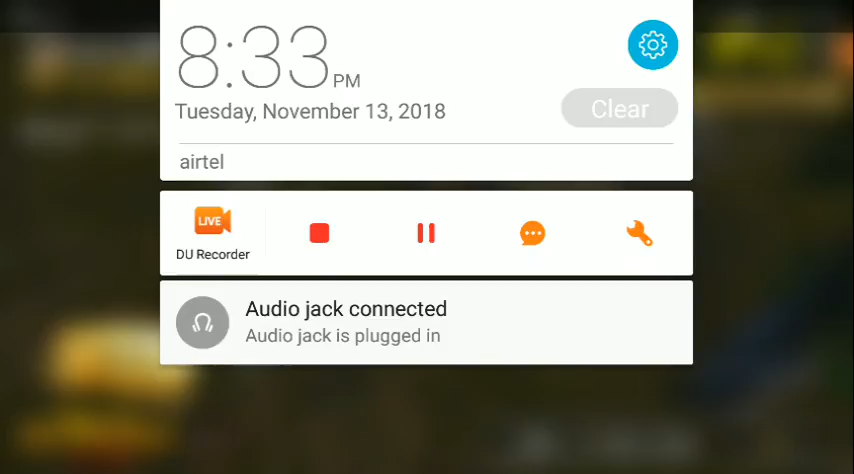 8:33 PM
Tuesday, November 13, 2018
Clear
airtel
LIVE
DU Recorder
Audio jack connected
Audio jack is plugged in